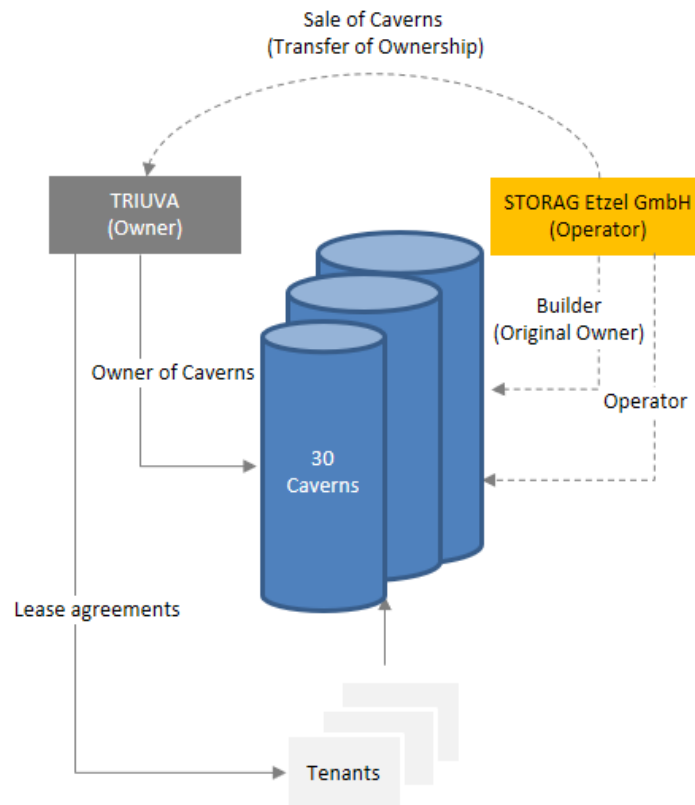 Sale of Caverns
(Transfer of Ownership)
TRIUVA
(Owner)
STORAG Etzel GmbH
(Operator)
Builder
(Original Owner)
Owner of Caverns
Operator
30
Caverns
Lease agreements
Tenants